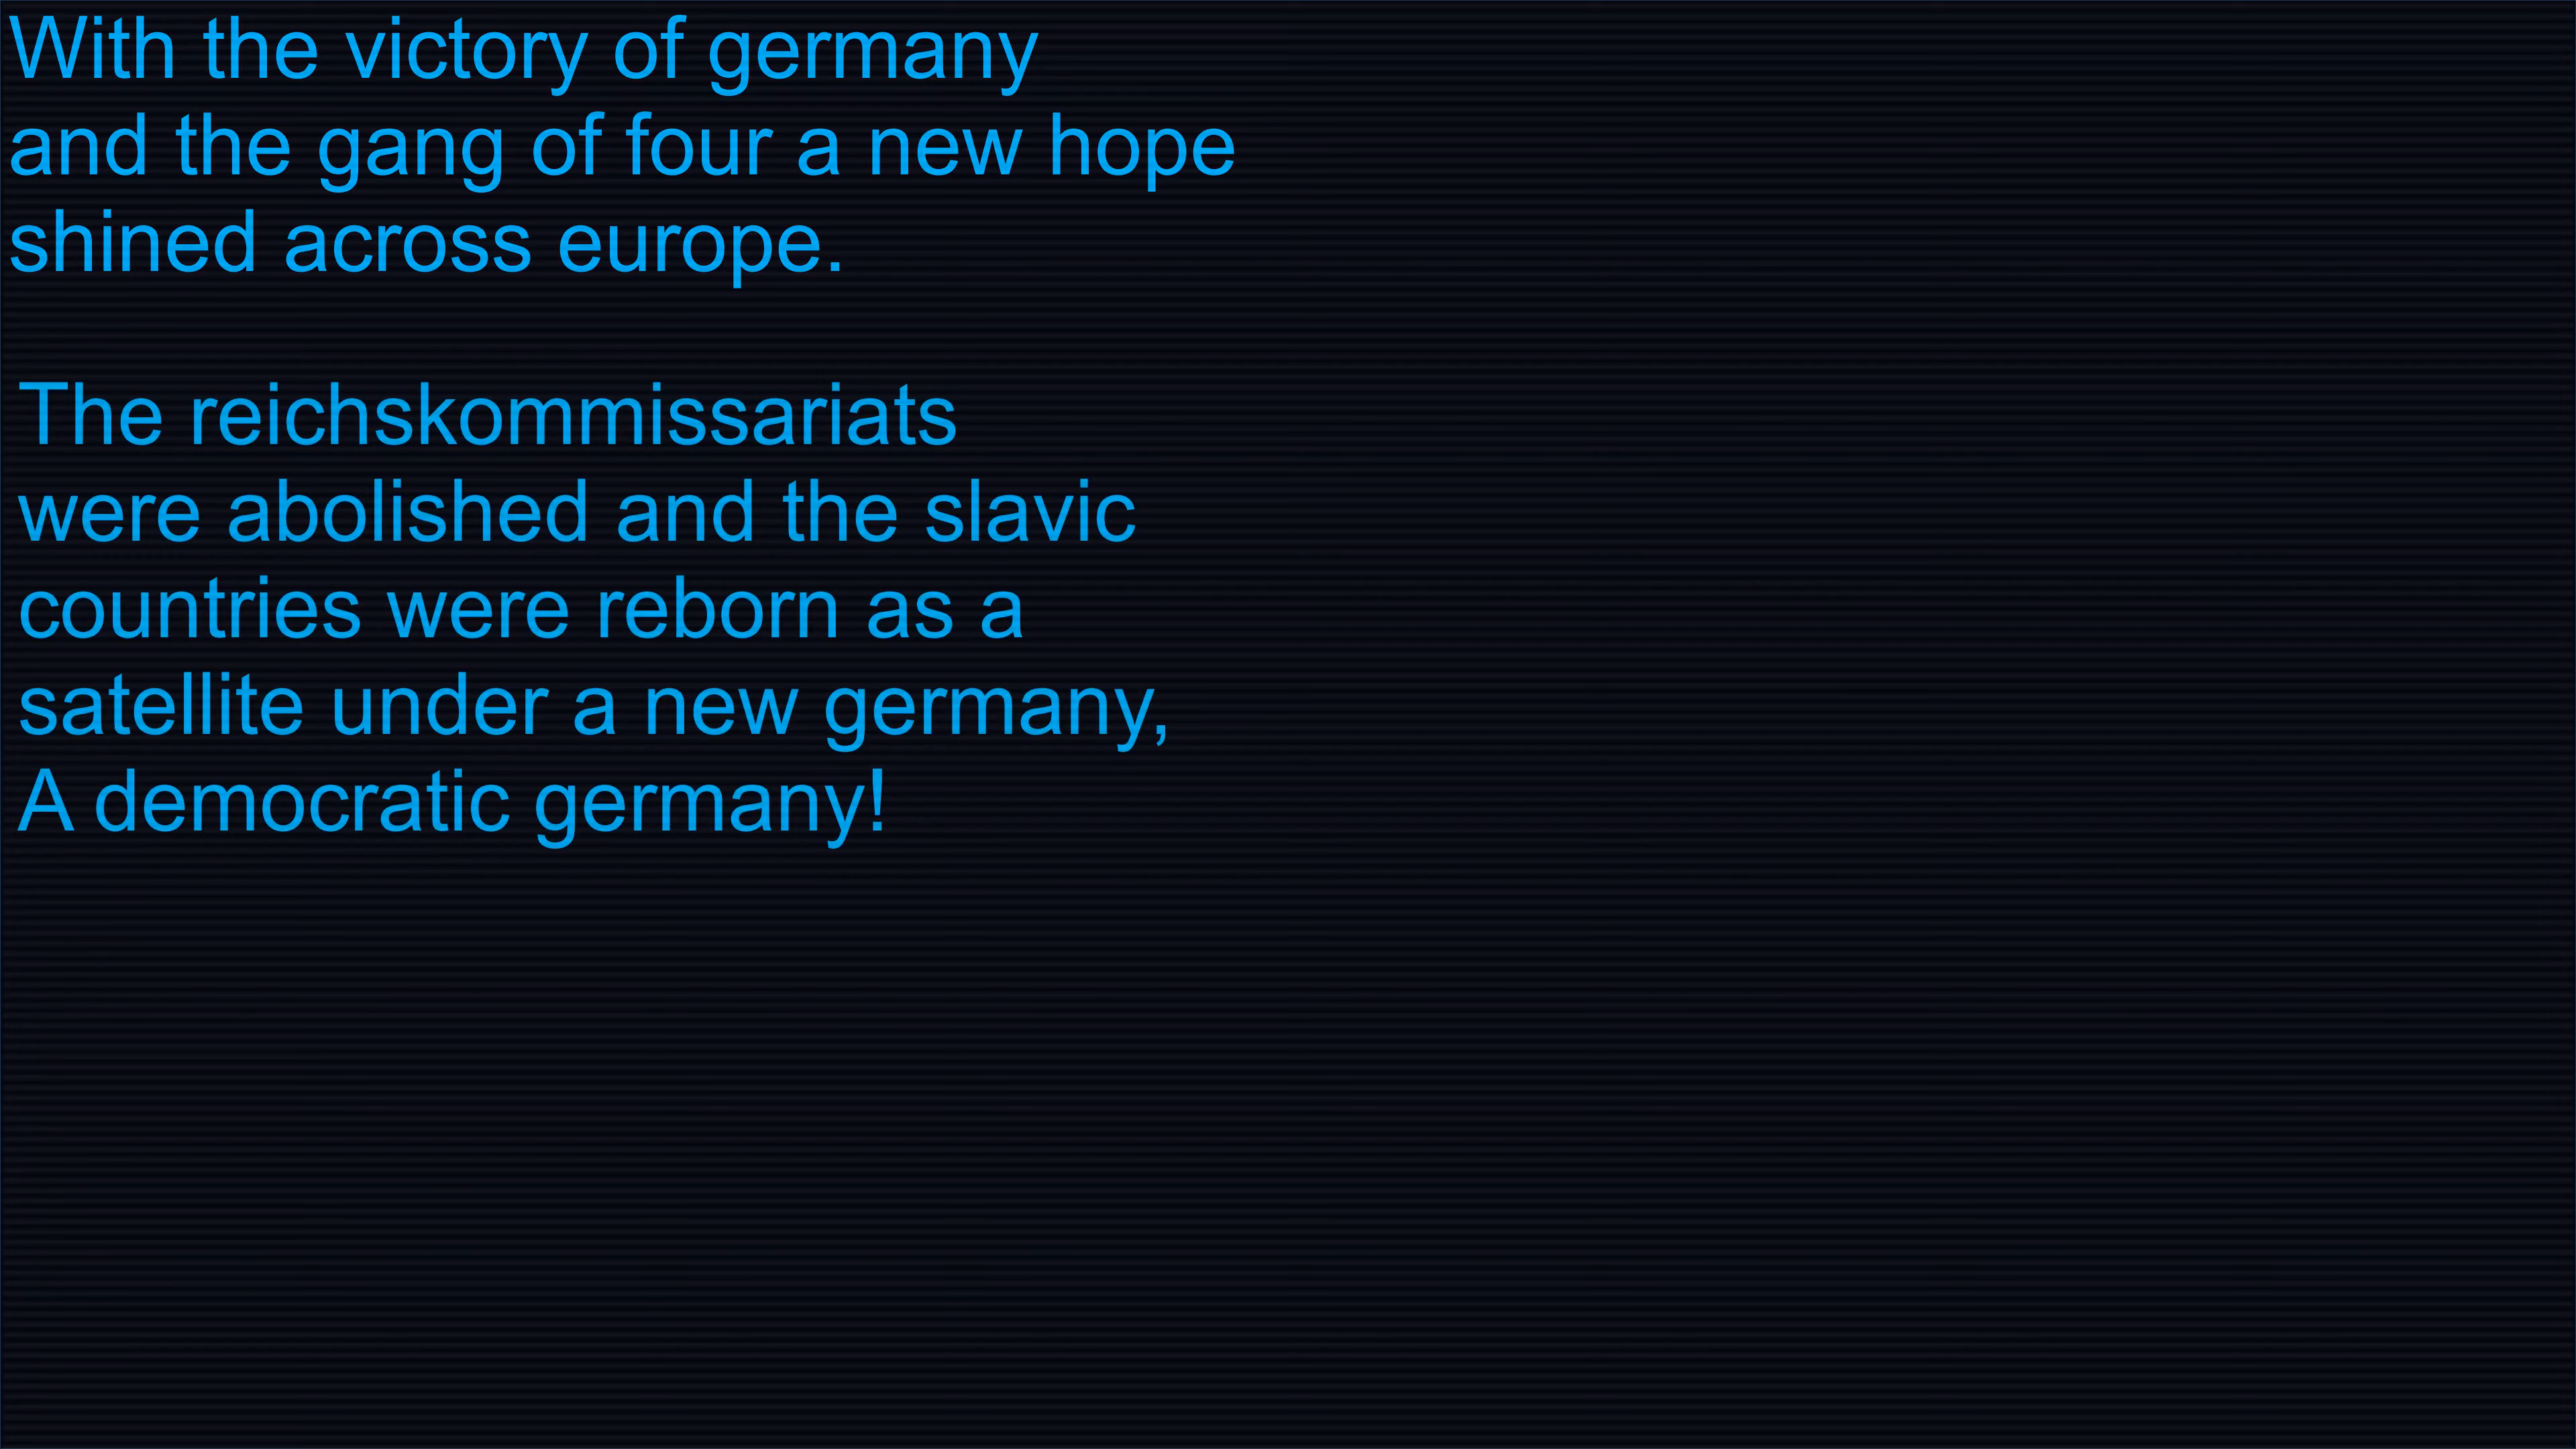 With the victory of germany
and the gang of four a new hope
shined across europe.
The reichskommissariats
were abolished and the slavic
countries were reborn as a
satellite under a new germany,
A democratic germany!